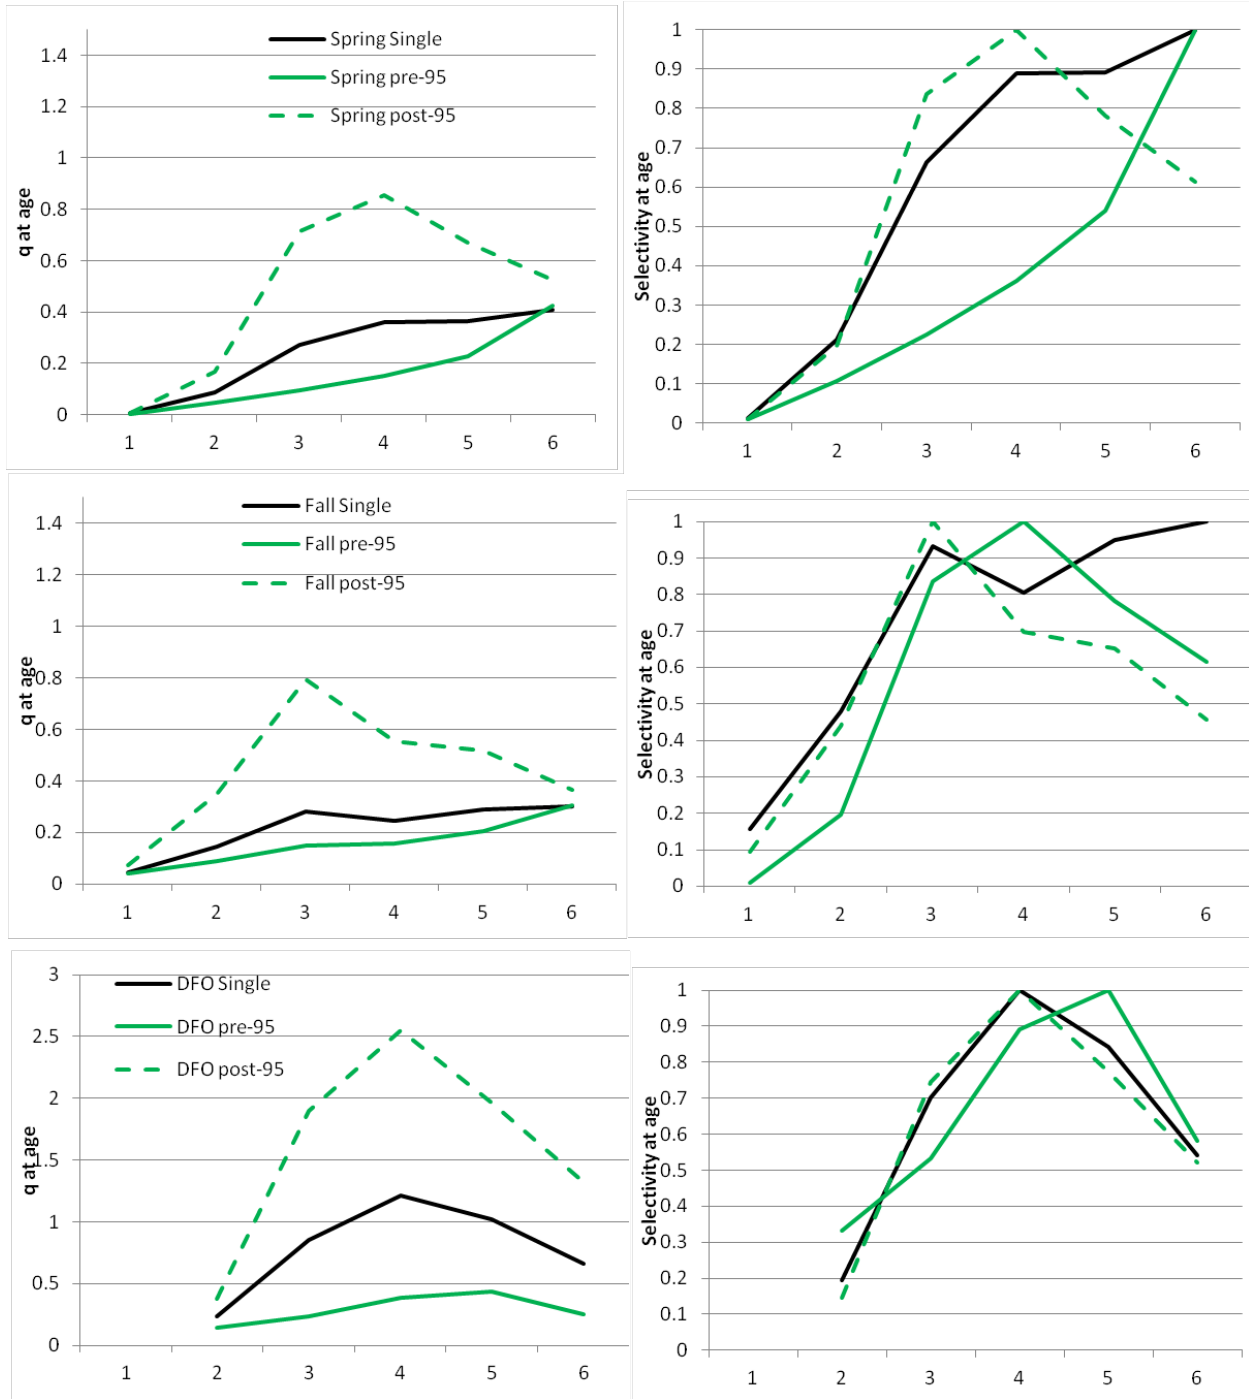 Spring Single
Spring pre-95
Spring post-95
q at age
1.4
1.2
1
0.8
0.6
0.4
0.2
0
1 2 3 4 5 6
Selectivity at age
1
0.9
0.8
0.7
0.6
0.5
0.4
0.3
0.2
0.1
0
1 2 3 4 5 6
Fall Single
Fall pre-95
Fall post-95
q at age
1.4
1.2
1
0.8
0.6
0.4
0.2
0
1 2 3 4 5 6
Selectivity at age
1
0.9
0.8
0.7
0.6
0.5
0.4
0.3
0.2
0.1
0
1 2 3 4 5 6
DFO Single
DFO pre-95
DFO post-95
q at age
3
2.5
2
1.5
1
0.5
0
1 2 3 4 5 6
Selectivity at age
1
0.9
0.8
0.7
0.6
0.5
0.4
0.3
0.2
0.1
0
1 2 3 4 5 6